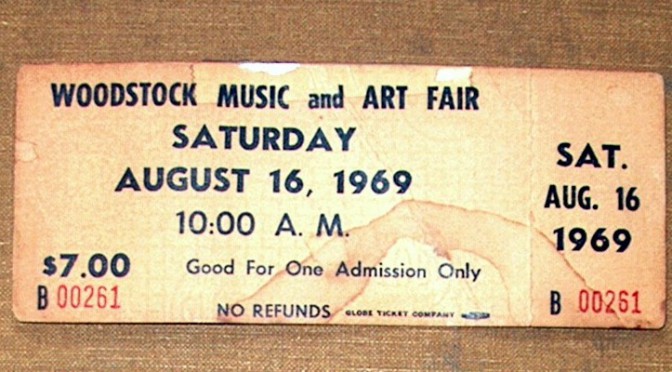 WOODSTOCK MUSIC and ART FAIR
SATURDAY
AUGUST 16, 1969
10:00 A. M.
$7.00 Good For One Admission Only
B 00261
NO REFUNDS GLOBE TICKET COMPANY
SAT.
AUG. 16
1969
B 00261